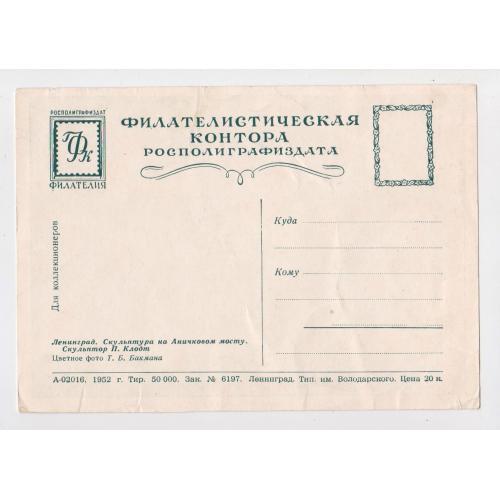 РОСПОЛИГРАФИЗДАТ
ГФК
ФИЛАТЕЛИЯ
ФИЛАТЕЛИСТИЧЕСКАЯ
КОНТОРА
РОСПОЛИГРАФИЗДАТА
Для коллекционеров
Куда
Кому
Ленинград. Скульптура на Аничковом мосту.
Скульптор П. Клодт
Цветное фото Т. Б. Бакмана
А-02016, 1952 г. Тир. 50 000. Зак. № 6197. Ленинград. Тип. им. Володарского. Цена 20 к.